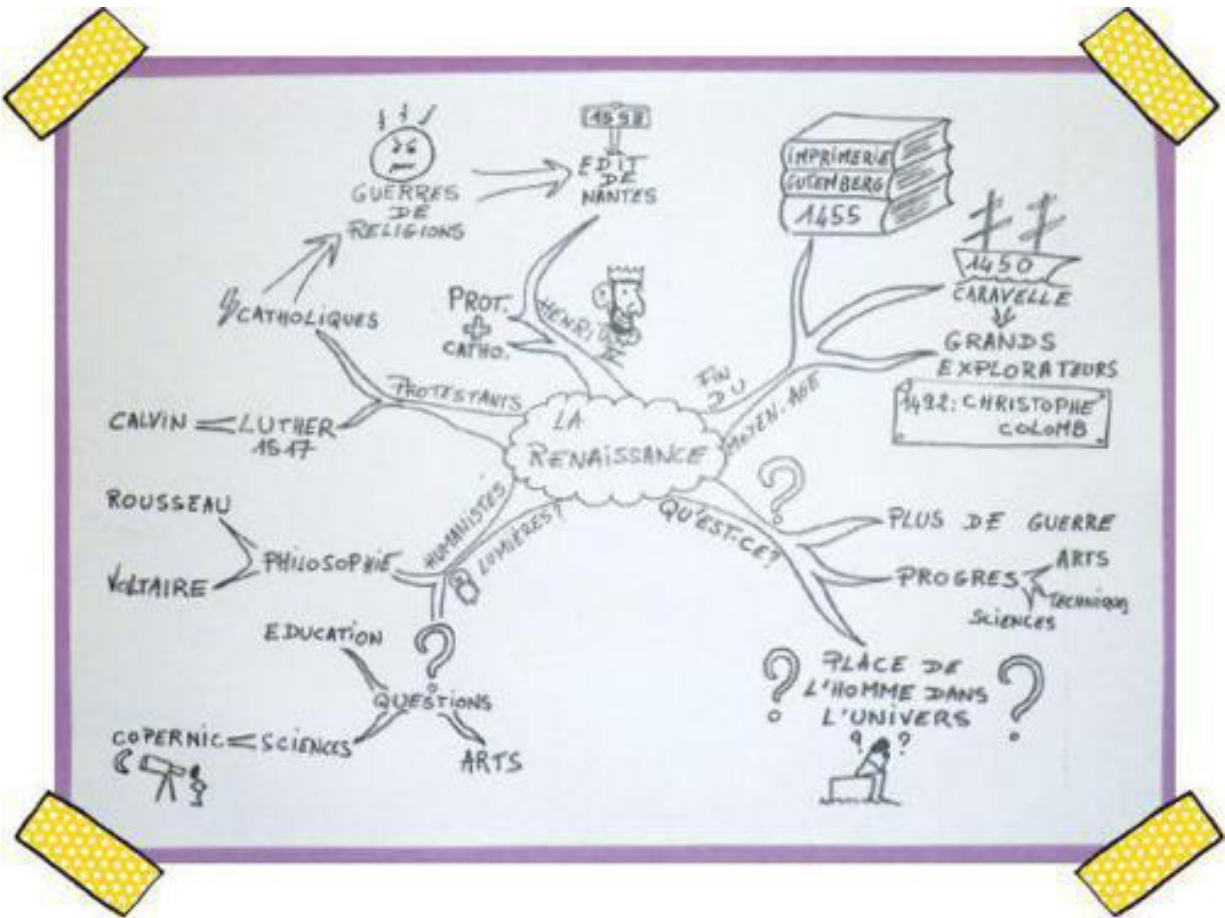 LA
RENAISSANCE
FIN
DU
MOYEN-AGE
IMPRIMERIE
GUTEMBERG
1455
1450
CARAVELLE
GRANDS
EXPLORATEURS
1492: CHRISTOPHE
COLOMB
QU'EST-CE?
?
PLUS DE GUERRE
PROGRES
ARTS
TECHNIQUES
SCIENCES
? PLACE DE ?
L'HOMME DANS
L'UNIVERS
? ?
HUMANISTES
LUMIÈRES?
PHILOSOPHIE
ROUSSEAU
VOLTAIRE
?
QUESTIONS
EDUCATION
COPERNIC
SCIENCES
ARTS
PROTESTANTS
CALVIN
LUTHER
1517
CATHOLIQUES
GUERRES
DE
RELIGIONS
HENRI
PROT.
+
CATHO.
1598
EDIT
DE
NANTES